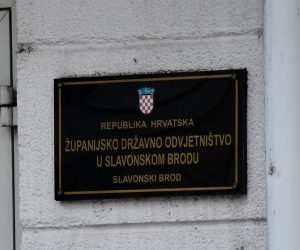 REPUBLIKA HRVATSKA
ŽUPANIJSKO DRŽAVNO ODVJETNIŠTVO
U SLAVONSKOM BRODU
SLAVONSKI BROD